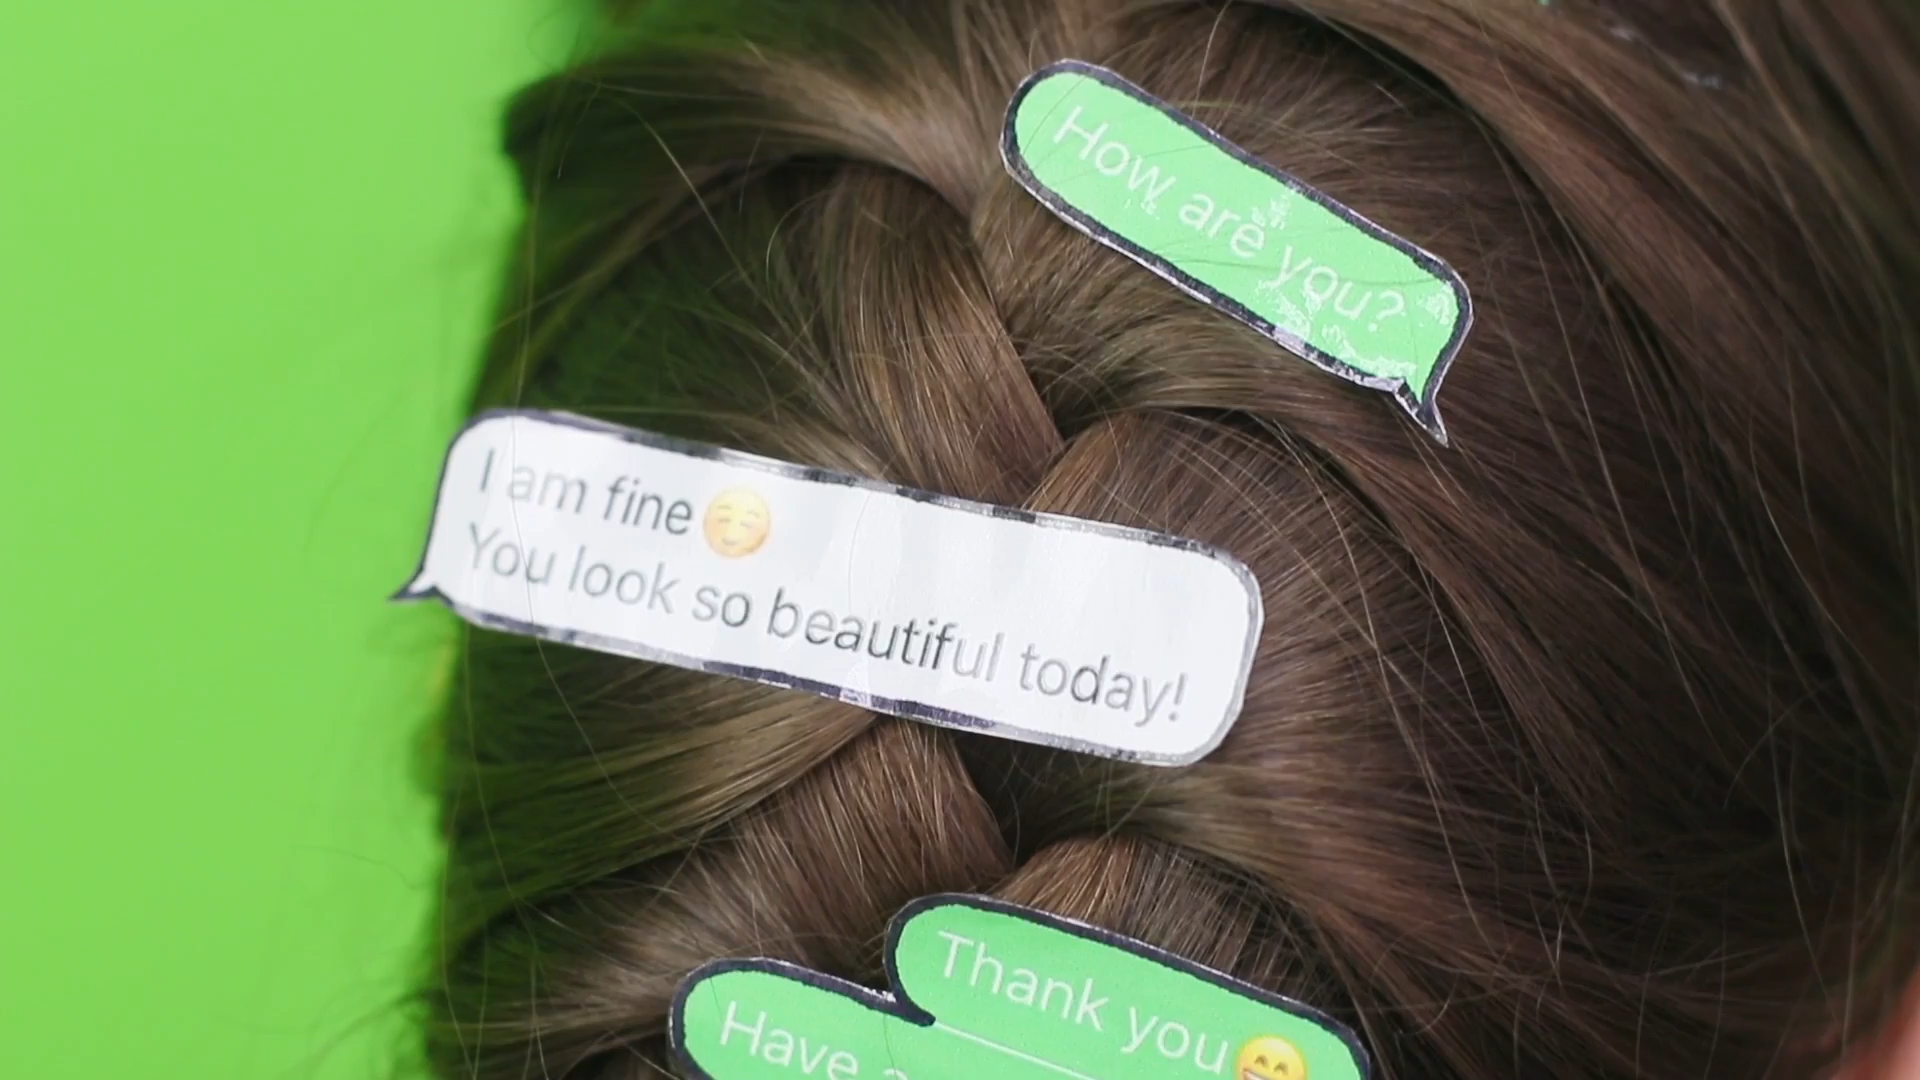 How are you?
I am fine 😌
You look so beautiful today!
Thank you 😁
Have